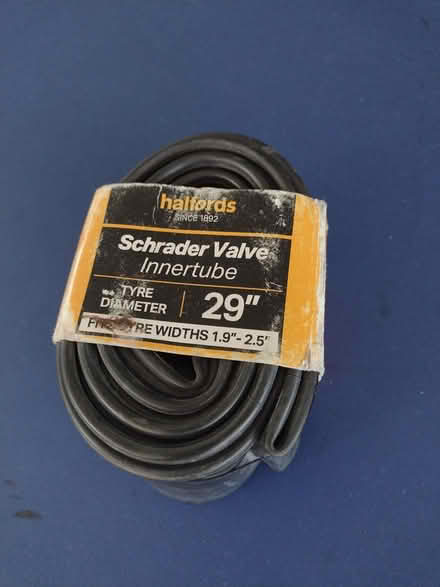 halfords
SINCE 1892
Schrader Valve
Innertube
TYRE
DIAMETER
29"
TYRE WIDTHS 1.9"- 2.5"